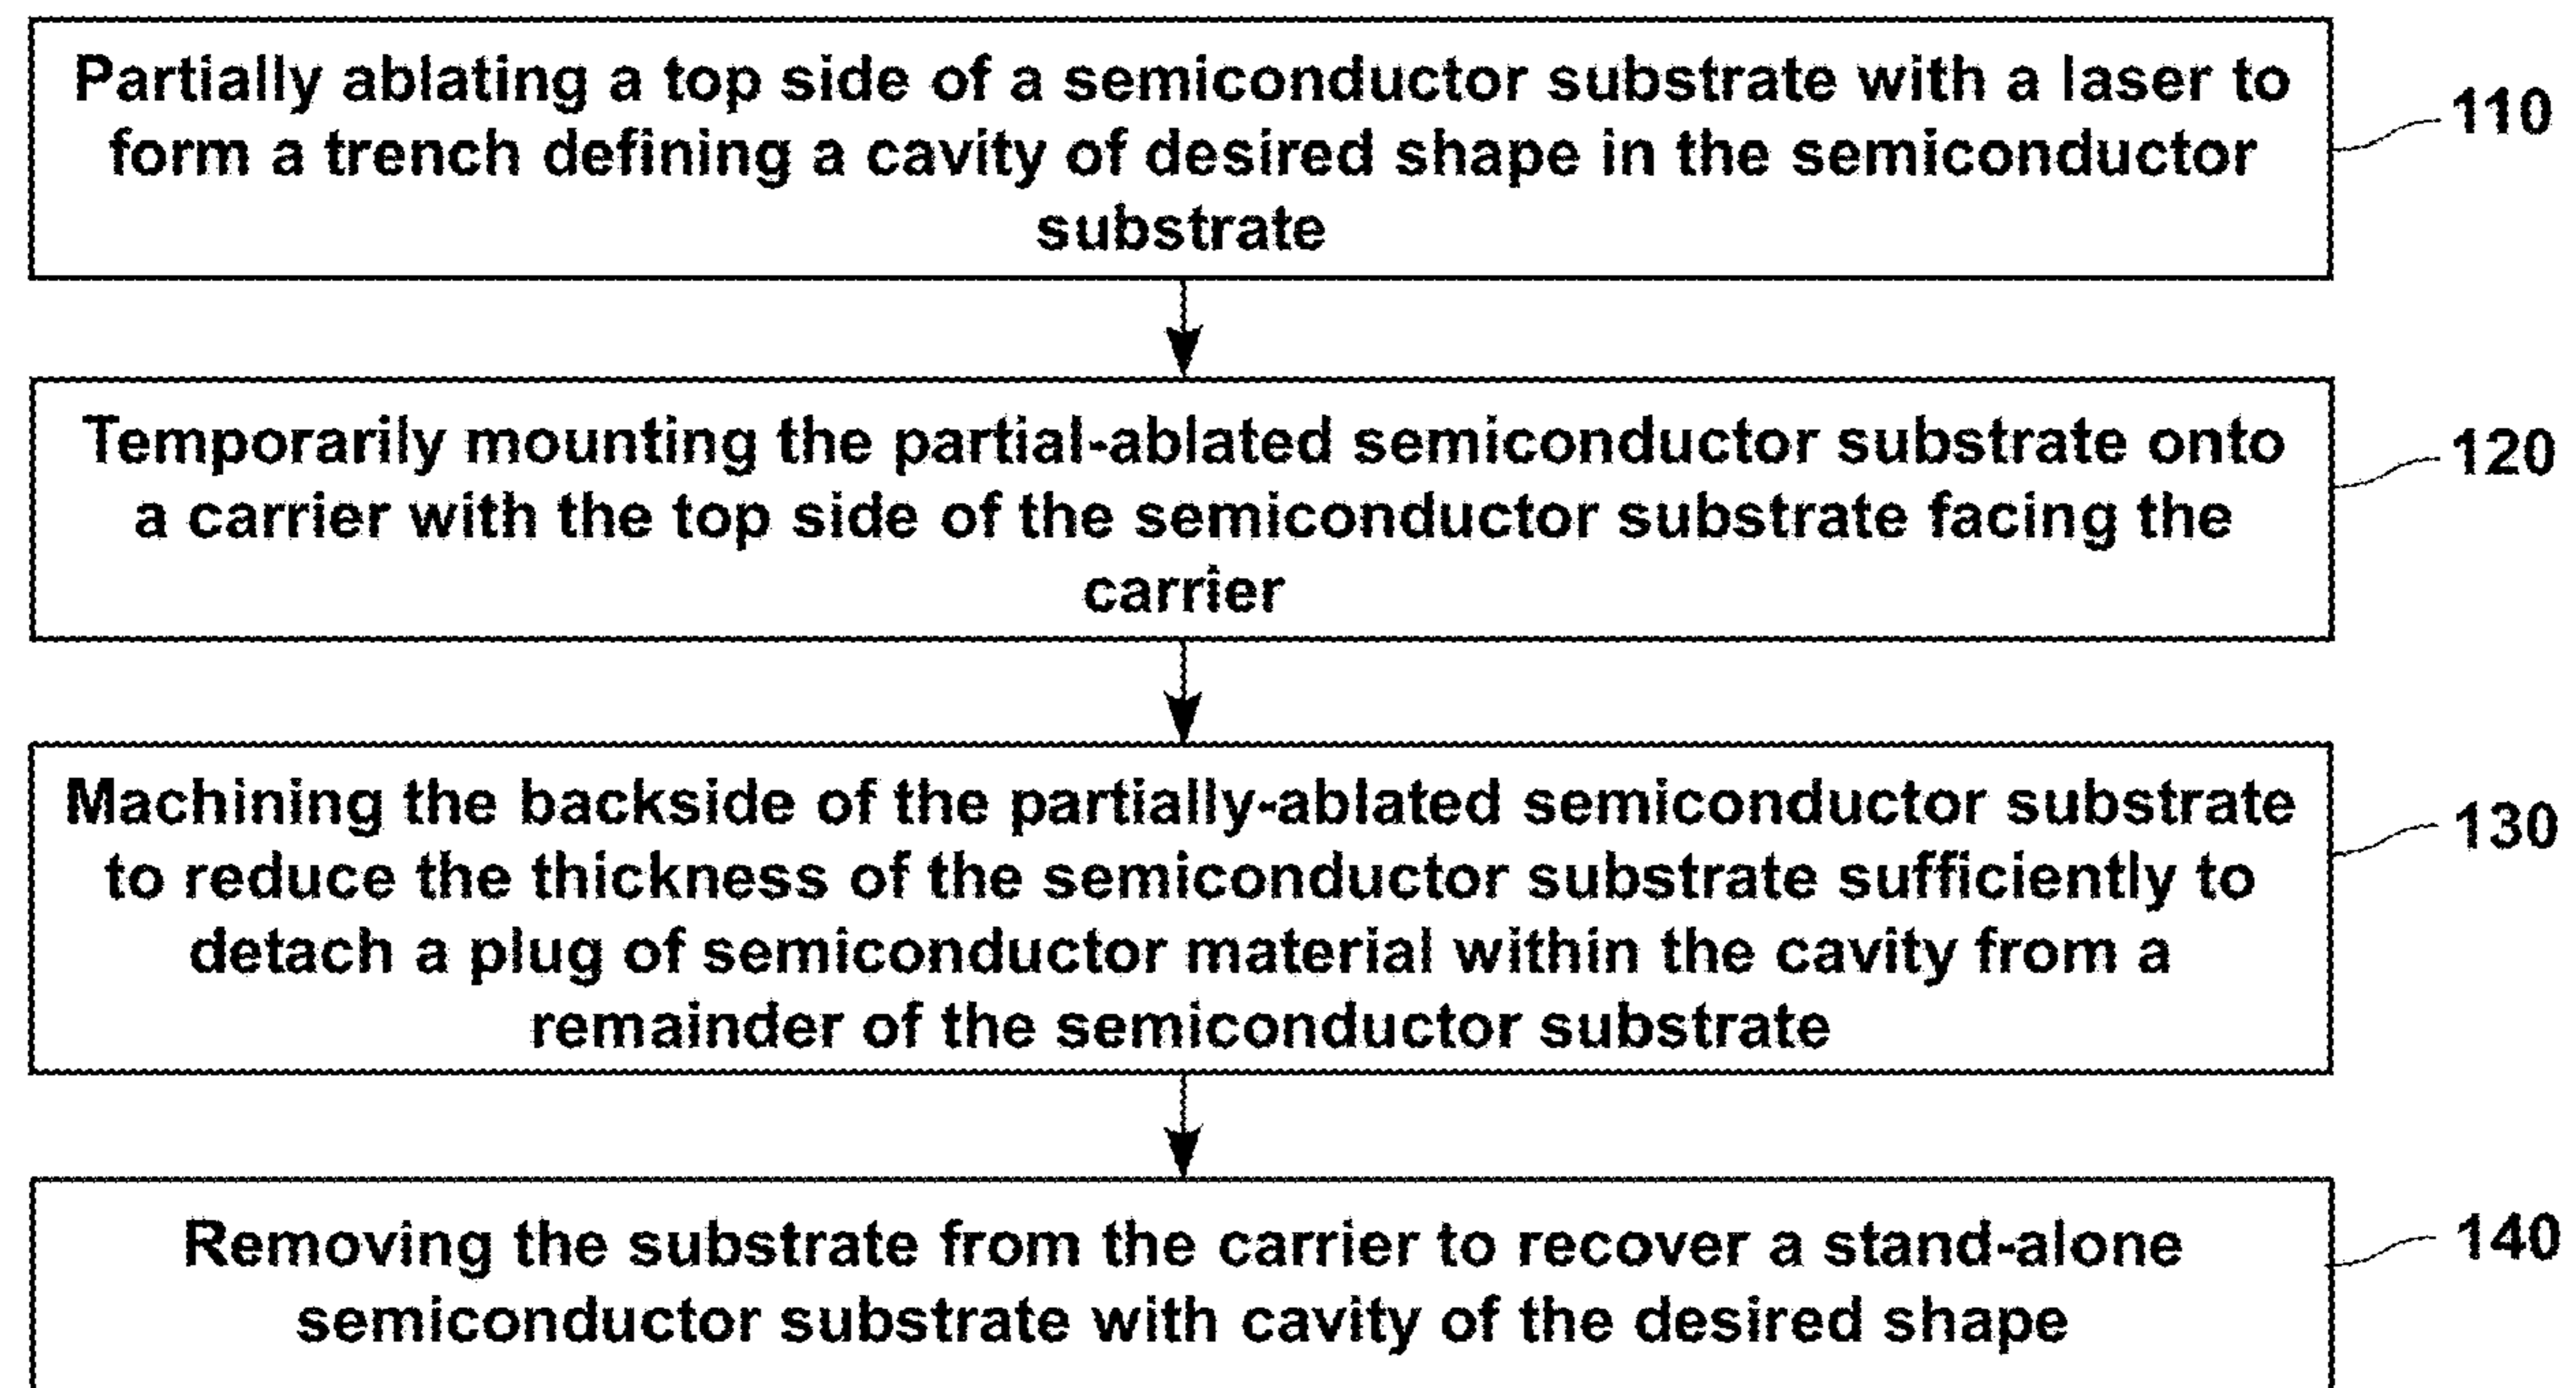 Partially ablating a top side of a semiconductor substrate with a laser to
form a trench defining a cavity of desired shape in the semiconductor
substrate
110
Temporarily mounting the partial-ablated semiconductor substrate onto
a carrier with the top side of the semiconductor substrate facing the
carrier
120
Machining the backside of the partially-ablated semiconductor substrate
to reduce the thickness of the semiconductor substrate sufficiently to
detach a plug of semiconductor material within the cavity from a
remainder of the semiconductor substrate
130
Removing the substrate from the carrier to recover a stand-alone
semiconductor substrate with cavity of the desired shape
140